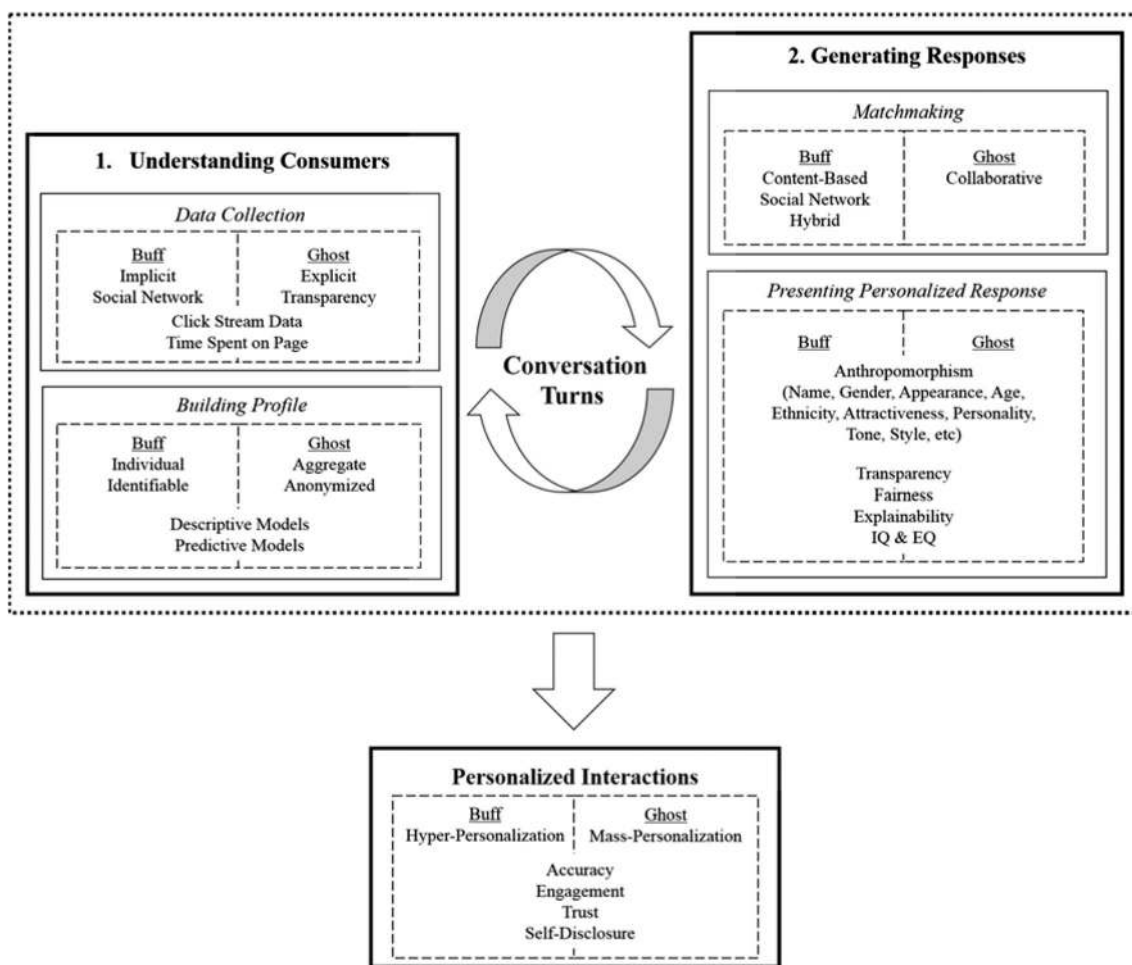 1. Understanding Consumers
Data Collection
Buff
Implicit
Social Network
Ghost
Explicit
Transparency
Click Stream Data
Time Spent on Page
Building Profile
Buff
Individual
Identifiable
Ghost
Aggregate
Anonymized
Descriptive Models
Predictive Models
Conversation
Turns
2. Generating Responses
Matchmaking
Buff
Content-Based
Social Network
Hybrid
Ghost
Collaborative
Presenting Personalized Response
Buff
Ghost
Anthropomorphism
(Name, Gender, Appearance, Age,
Ethnicity, Attractiveness, Personality,
Tone, Style, etc)
Transparency
Fairness
Explainability
IQ & EQ
Personalized Interactions
Buff
Hyper-Personalization
Ghost
Mass-Personalization
Accuracy
Engagement
Trust
Self-Disclosure